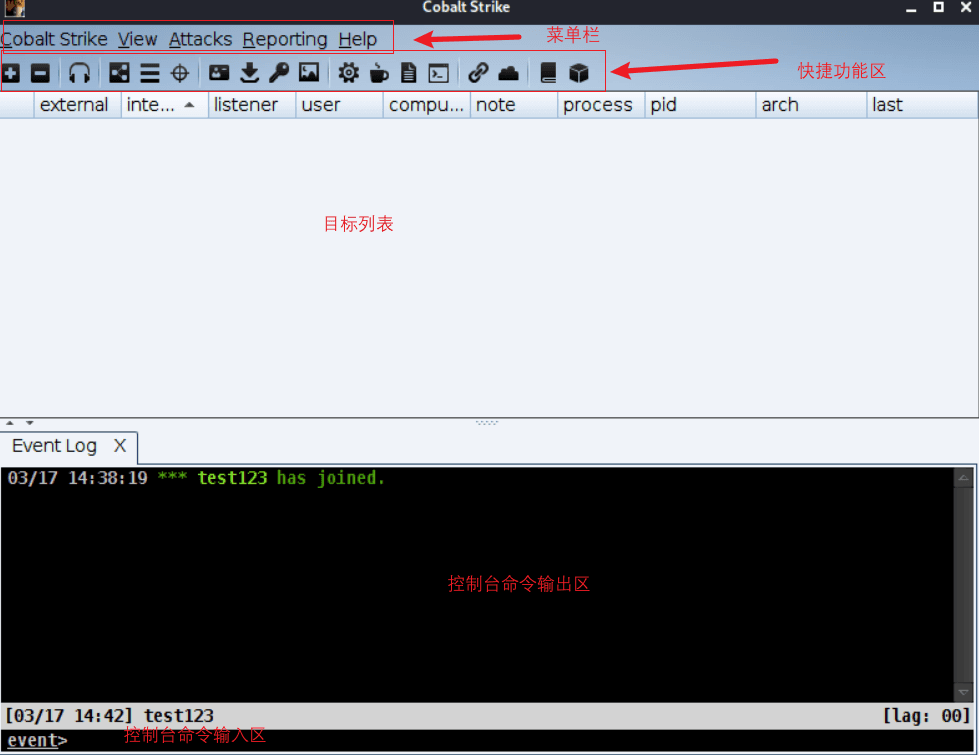 Cobalt Strike
Cobalt Strike View Attacks Reporting Help 菜单栏
快捷功能区
external inte... listener user compu... note process pid arch last
目标列表
Event Log X
03/17 14:38:19 *** test123 has joined.
控制台命令输出区
[03/17 14:42] test123 [lag: 00]
event> 控制台命令输入区